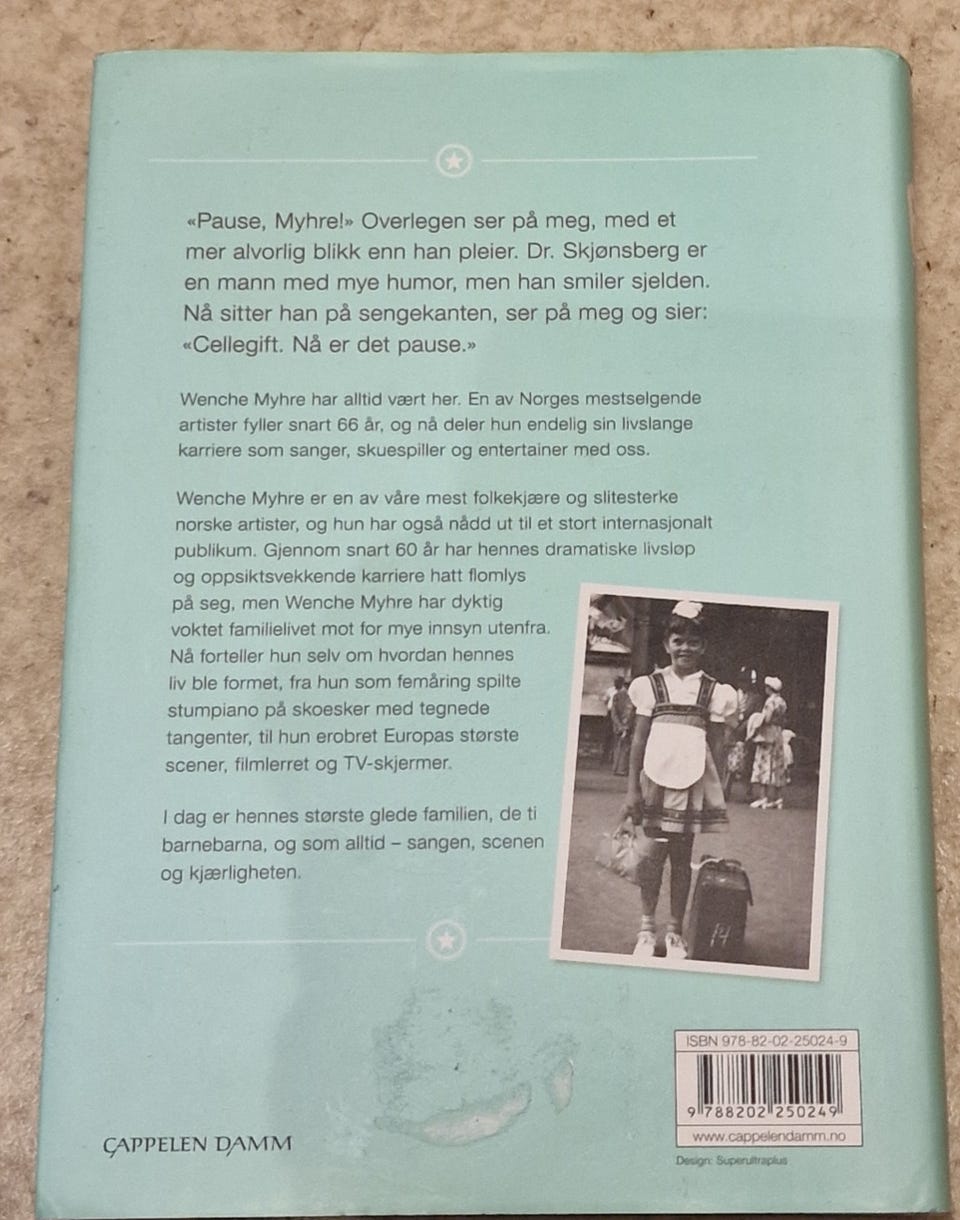 «Pause, Myhre!» Overlegen ser på meg, med et
mer alvorlig blikk enn han pleier. Dr. Skjønsberg er
en mann med mye humor, men han smiler sjelden.
Nå sitter han på sengekanten, ser på meg og sier:
«Cellegift. Nå er det pause.»
Wenche Myhre har alltid vært her. En av Norges mestselgende
artister fyller snart 66 år, og nå deler hun endelig sin livslange
karriere som sanger, skuespiller og entertainer med oss.
Wenche Myhre er en av våre mest folkekjære og slitesterke
norske artister, og hun har også nådd ut til et stort internasjonalt
publikum. Gjennom snart 60 år har hennes dramatiske livsløp
og oppsiktsvekkende karriere hatt flomlys
på seg, men Wenche Myhre har dyktig
voktet familielivet mot for mye innsyn utenfra.
Nå forteller hun selv om hvordan hennes
liv ble formet, fra hun som femåring spilte
stumpiano på skoesker med tegnede
tangenter, til hun erobret Europas største
scener, filmlerret og TV-skjermer.
I dag er hennes største glede familien, de ti
barnebarna, og som alltid – sangen, scenen
og kjærligheten.
14
ISBN 978-82-02-25024-9
9 788202 250249
www.cappelendamm.no
Design: Superultraplus
CAPPELEN DAMM